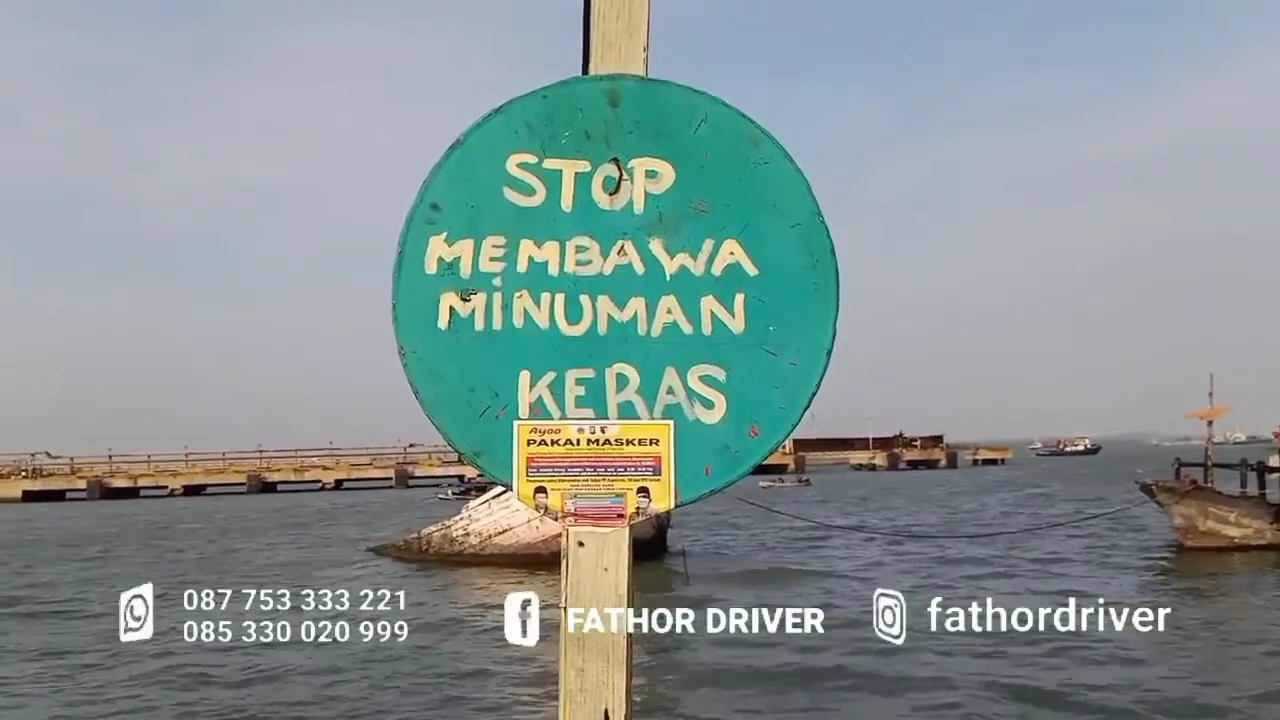 STOP
MEMBAWA
MINUMAN
KERAS
Ayoo
PAKAI MASKER
087 753 333 221
085 330 020 999
FATHOR DRIVER
fathordriver